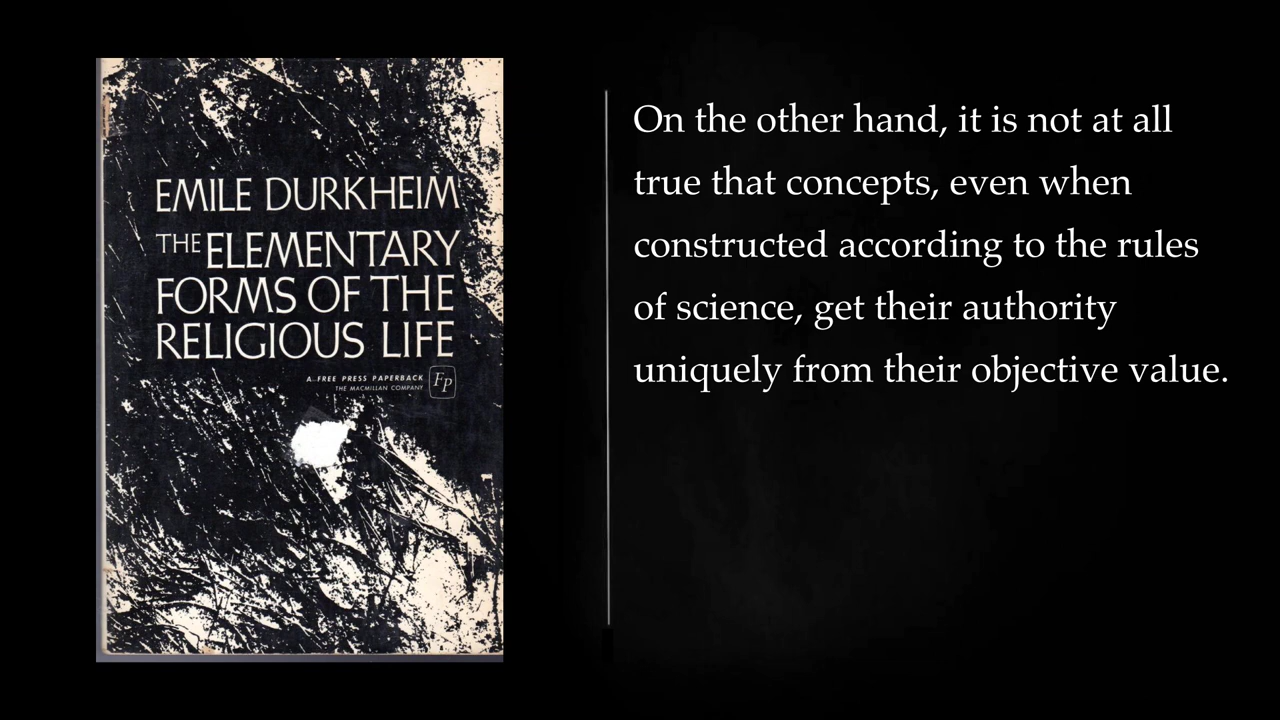 EMILE DURKHEIM
THE ELEMENTARY
FORMS OF THE
RELIGIOUS LIFE
A FREE PRESS PAPERBACK
THE MACMILLAN COMPANY
FP
On the other hand, it is not at all
true that concepts, even when
constructed according to the rules
of science, get their authority
uniquely from their objective value.